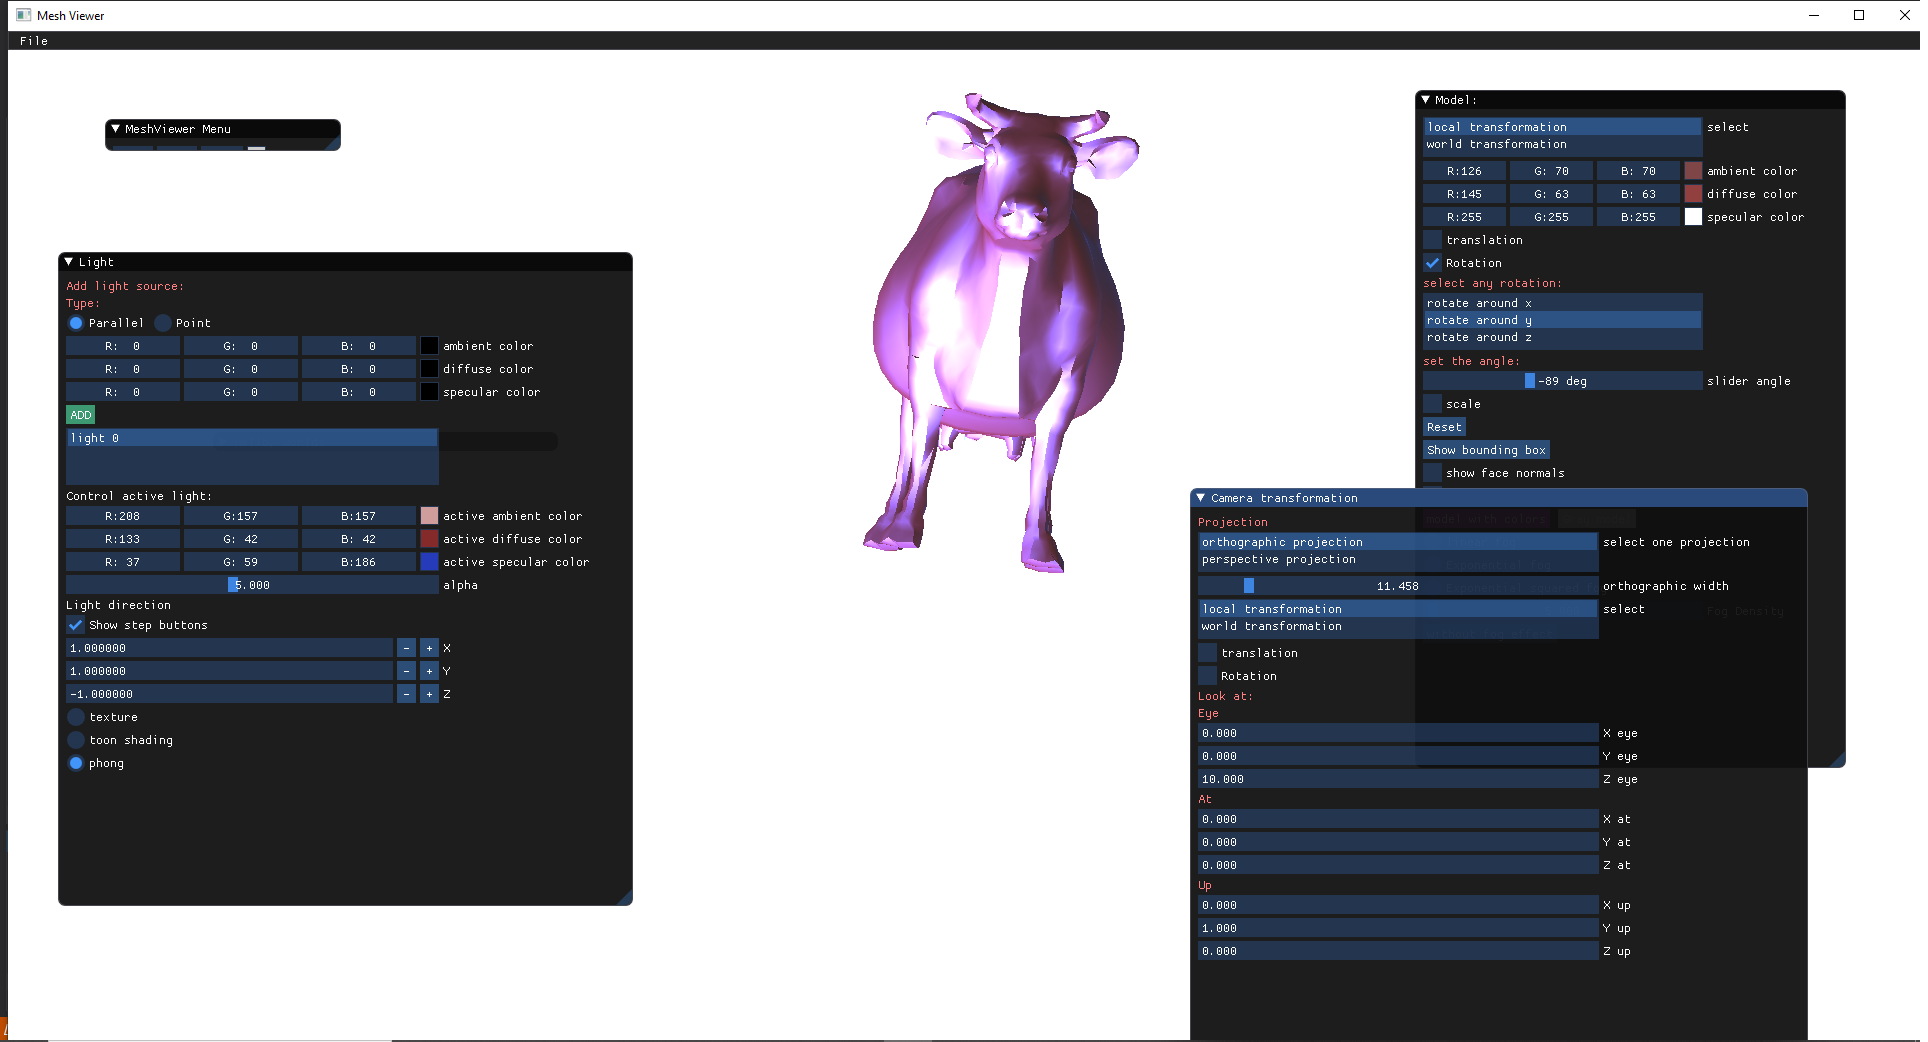 Mesh Viewer
File
MeshViewer Menu
Light
Add light source:
Type:
Parallel Point
R: 0 G: 0 B: 0 ambient color
R: 0 G: 0 B: 0 diffuse color
R: 0 G: 0 B: 0 specular color
ADD
light 0
Control active light:
R:208 G:157 B:157 active ambient color
R:133 G: 42 B: 42 active diffuse color
R: 37 G: 59 B:186 active specular color
5.000 alpha
Light direction
Show step buttons
1.000000 - + X
1.000000 - + Y
-1.000000 - + Z
texture
toon shading
phong
Model:
local transformation select
world transformation
R:126 G: 70 B: 70 ambient color
R:145 G: 63 B: 63 diffuse color
R:255 G:255 B:255 specular color
translation
Rotation
select any rotation:
rotate around x
rotate around y
rotate around z
set the angle:
-89 deg slider angle
scale
Reset
Show bounding box
show face normals
Camera transformation
Projection
orthographic projection select one projection
perspective projection
11.458 orthographic width
local transformation select
world transformation
Fog Density
translation
Rotation
Look at:
Eye
0.000 X eye
0.000 Y eye
10.000 Z eye
At
0.000 X at
0.000 Y at
0.000 Z at
Up
0.000 X up
1.000 Y up
0.000 Z up